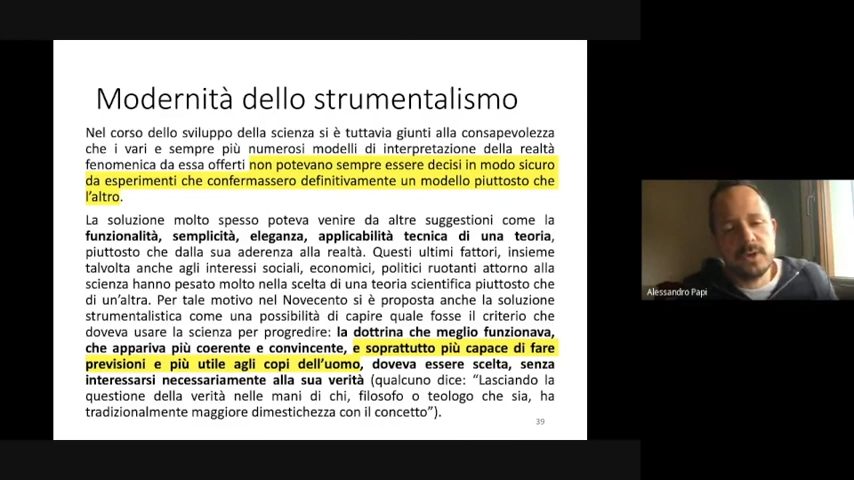 Modernità dello strumentalismo
Nel corso dello sviluppo della scienza si è tuttavia giunti alla consapevolezza
che i vari e sempre più numerosi modelli di interpretazione della realtà
fenomenica da essa offerti non potevano sempre essere decisi in modo sicuro
da esperimenti che confermassero definitivamente un modello piuttosto che
l'altro.
La soluzione molto spesso poteva venire da altre suggestioni come la
funzionalità, semplicità, eleganza, applicabilità tecnica di una teoria,
piuttosto che dalla sua aderenza alla realtà. Questi ultimi fattori, insieme
talvolta anche agli interessi sociali, economici, politici ruotanti attorno alla
scienza hanno pesato molto nella scelta di una teoria scientifica piuttosto che
di un'altra. Per tale motivo nel Novecento si è proposta anche la soluzione
strumentalistica come una possibilità di capire quale fosse il criterio che
doveva usare la scienza per progredire: la dottrina che meglio funzionava,
che appariva più coerente e convincente, e soprattutto più capace di fare
previsioni e più utile agli copi dell'uomo, doveva essere scelta, senza
interessarsi necessariamente alla sua verità (qualcuno dice: "Lasciando la
questione della verità nelle mani di chi, filosofo o teologo che sia, ha
tradizionalmente maggiore dimestichezza con il concetto").
39
Alessandro Papi